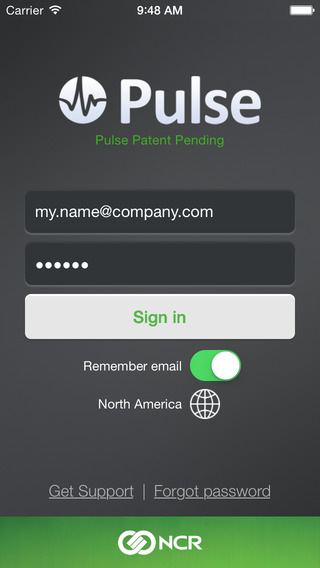 Carrier 9:48 AM
Pulse
Pulse Patent Pending
my.name@company.com
••••••
Sign in
Remember email
North America
Get Support | Forgot password
NCR